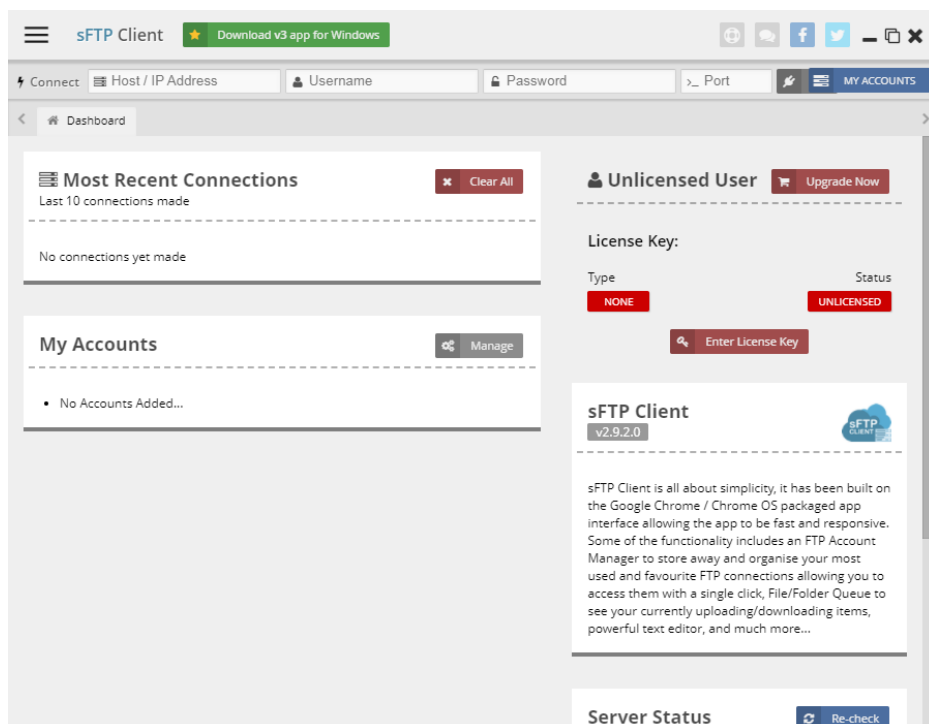 sFTP Client
Download v3 app for Windows
Connect
Host / IP Address
Username
Password
>_ Port
MY ACCOUNTS
Dashboard
Most Recent Connections
Clear All
Last 10 connections made
No connections yet made
My Accounts
Manage
• No Accounts Added...
Unlicensed User
Upgrade Now
License Key:
Type
Status
NONE
UNLICENSED
Enter License Key
sFTP Client
v2.9.2.0
sFTP CLIENT
sFTP Client is all about simplicity, it has been built on
the Google Chrome / Chrome OS packaged app
interface allowing the app to be fast and responsive.
Some of the functionality includes an FTP Account
Manager to store away and organise your most
used and favourite FTP connections allowing you to
access them with a single click, File/Folder Queue to
see your currently uploading/downloading items,
powerful text editor, and much more...
Server Status
Re-check